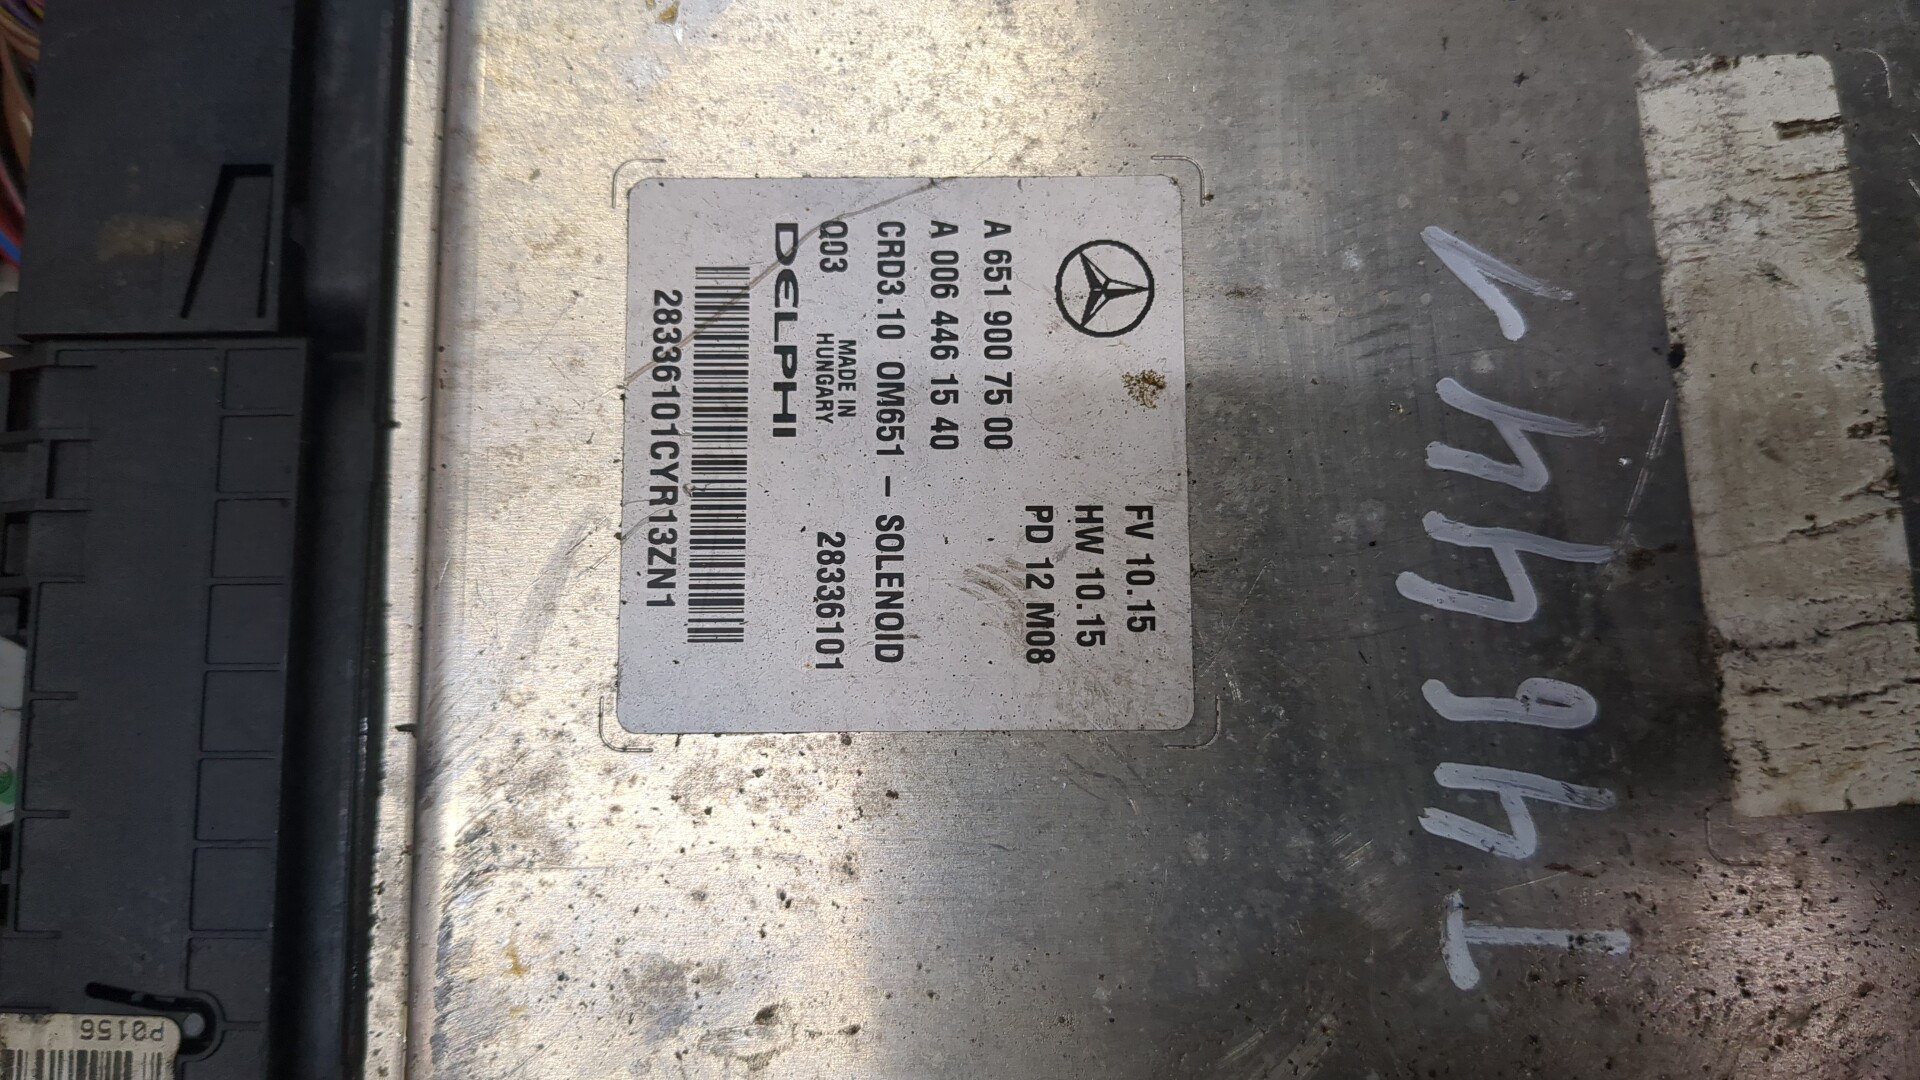 FV 10.15
HW 10.15
PD 12 M08
A 651 900 75 00
A 006 446 15 40
CRD3.10 OM651 – SOLENOID
Q03 MADE IN HUNGARY 28336101
DELPHI
28336101CYR13ZN1
T46441
P0156